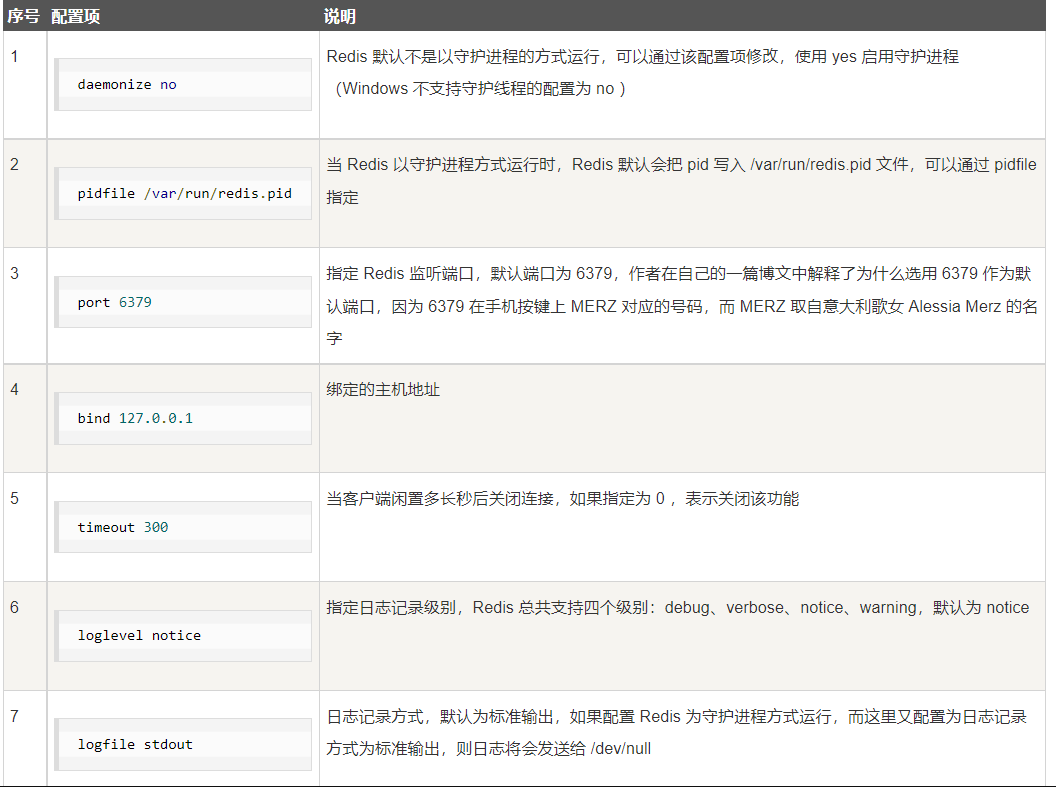 序号 配置项 说明
1
daemonize no
Redis 默认不是以守护进程的方式运行，可以通过该配置项修改，使用 yes 启用守护进程
（Windows 不支持守护线程的配置为 no ）
2
pidfile /var/run/redis.pid
当 Redis 以守护进程方式运行时，Redis 默认会把 pid 写入 /var/run/redis.pid 文件，可以通过 pidfile
指定
3
port 6379
指定 Redis 监听端口，默认端口为 6379，作者在自己的一篇博文中解释了为什么选用 6379 作为默
认端口，因为 6379 在手机按键上 MERZ 对应的号码，而 MERZ 取自意大利歌女 Alessia Merz 的名
字
4
bind 127.0.0.1
绑定的主机地址
5
timeout 300
当客户端闲置多长秒后关闭连接，如果指定为 0 ，表示关闭该功能
6
loglevel notice
指定日志记录级别，Redis 总共支持四个级别：debug、verbose、notice、warning，默认为 notice
7
logfile stdout
日志记录方式，默认为标准输出，如果配置 Redis 为守护进程方式运行，而这里又配置为日志记录
方式为标准输出，则日志将会发送给 /dev/null